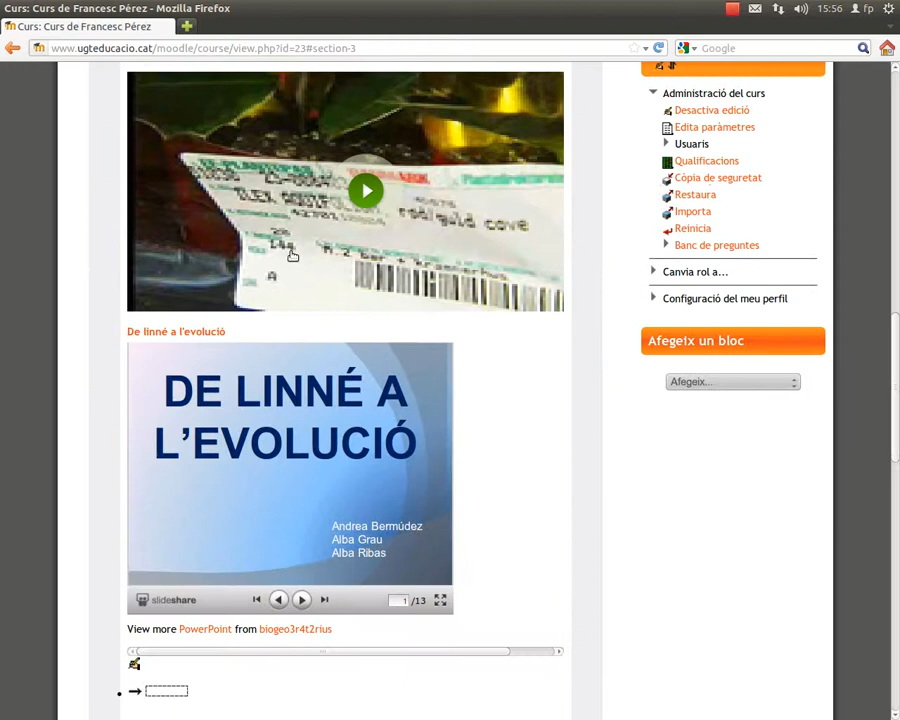 Curs: Curs de Francesc Pérez - Mozilla Firefox
15:56
fp
Curs: Curs de Francesc Pérez
www.ugteducacio.cat/moodle/course/view.php?id=23#section-3
Google
Administració del curs
Desactiva edició
Edita paràmetres
Usuaris
Qualificacions
Còpia de seguretat
Restaura
Importa
Reinicia
Banc de preguntes
Canvia rol a...
Configuració del meu perfil
Afegeix un bloc
Afegeix...
De linné a l'evolució
DE LINNÉ A
L'EVOLUCIÓ
Andrea Bermúdez
Alba Grau
Alba Ribas
slideshare
1 /13
View more PowerPoint from biogeo3r4t2rius